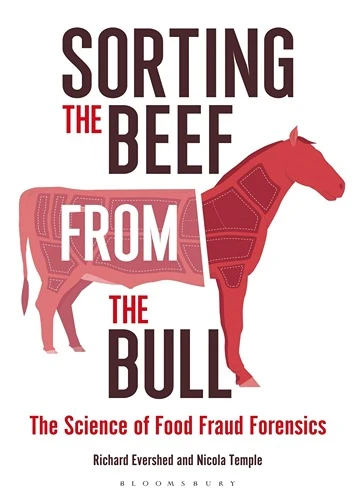 SORTING
THE BEEF
FROM
THE
BULL
The Science of Food Fraud Forensics
Richard Evershed and Nicola Temple
BLOOMSBURY